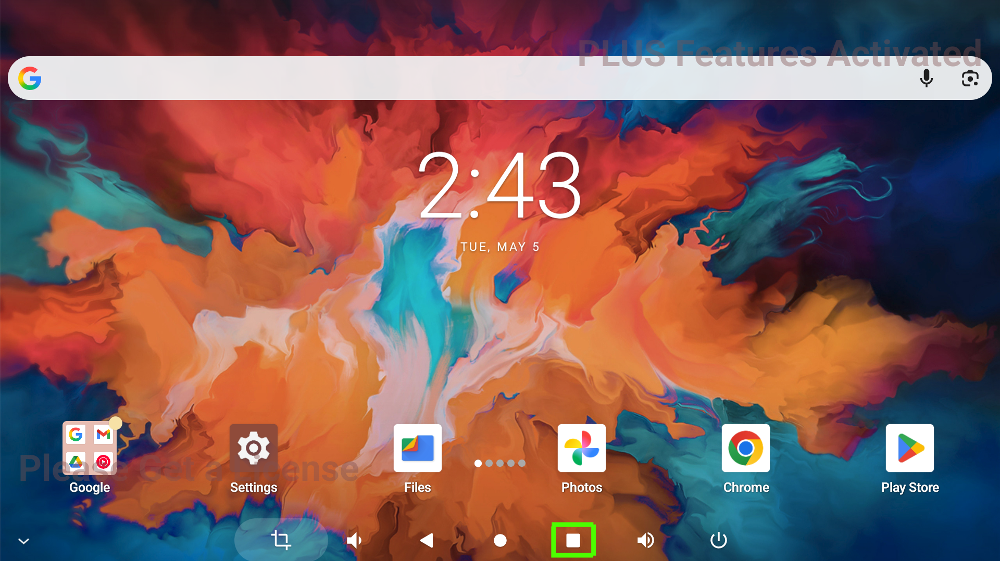 PLUS Features Activated
2:43
TUE, MAY 5
Please Get a License
Google
Settings
Files
Photos
Chrome
Play Store